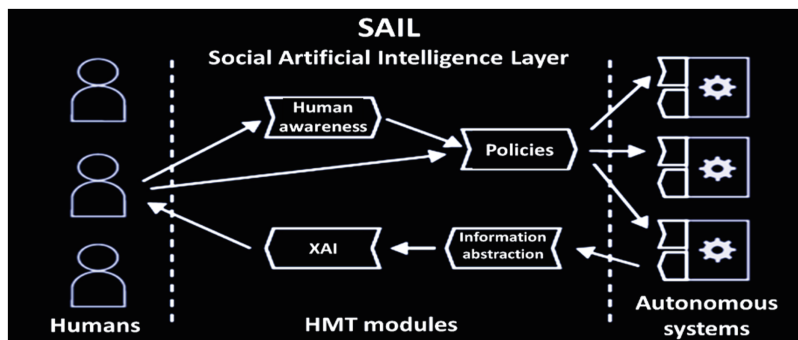 SAIL
Social Artificial Intelligence Layer
Human
awareness
Policies
XAI
Information
abstraction
Humans
HMT modules
Autonomous
systems